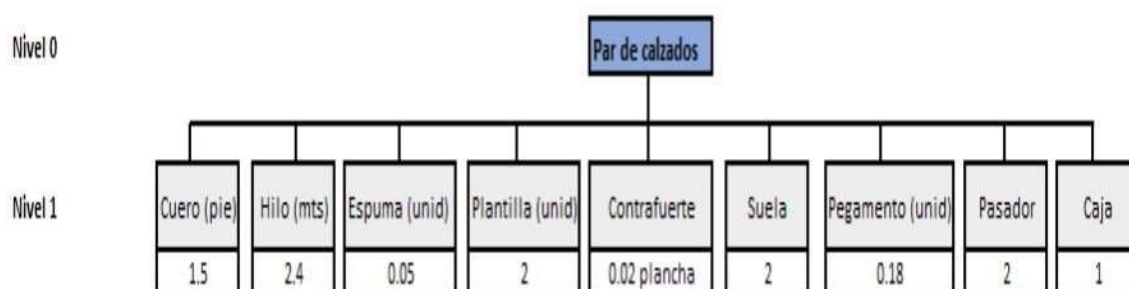 Nivel 0
Par de calzados
Nivel 1
Cuero (pie) Hilo (mts) Espuma (unid) Plantilla (unid) Contrafuerte Suela Pegamento (unid) Pasador Caja
1.5 2.4 0.05 2 0.02 plancha 2 0.18 2 1